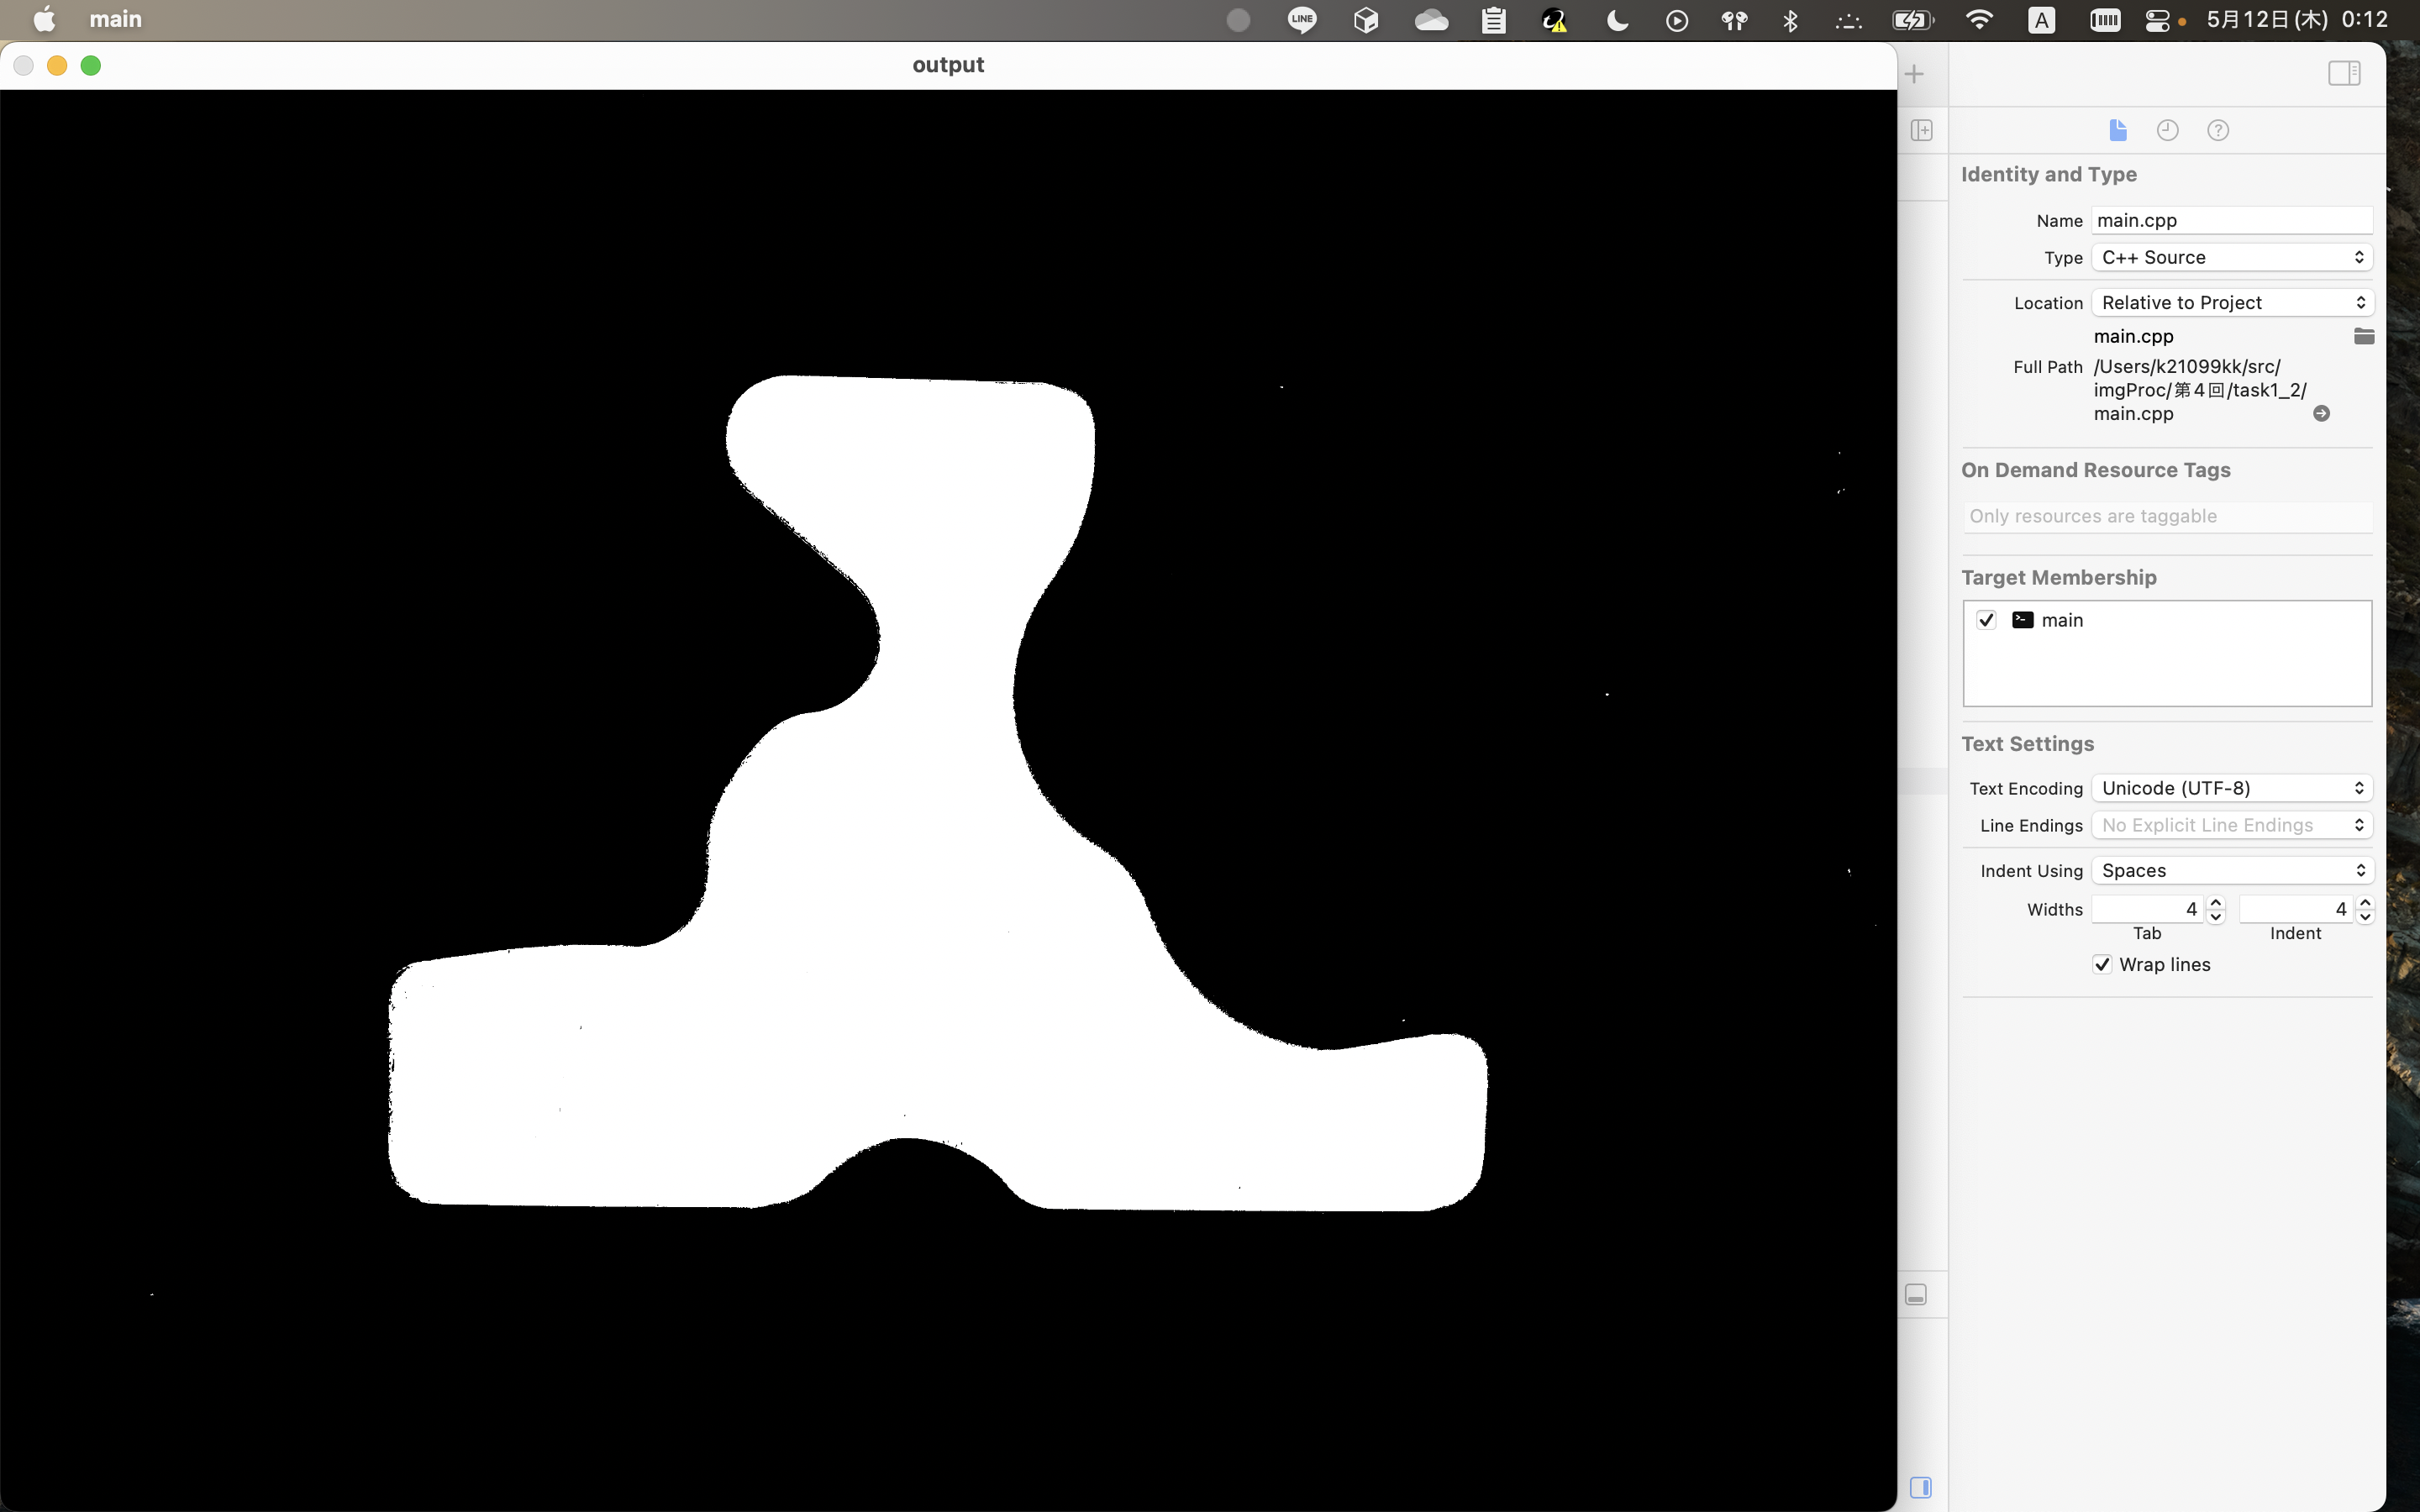 main
LINE
A
5月12日(木) 0:12
output
Identity and Type
Name main.cpp
Type C++ Source
Location Relative to Project
main.cpp
Full Path /Users/k21099kk/src/
imgProc/第4回/task1_2/
main.cpp
On Demand Resource Tags
Only resources are taggable
Target Membership
main
Text Settings
Text Encoding Unicode (UTF-8)
Line Endings No Explicit Line Endings
Indent Using Spaces
Widths 4 4
Tab Indent
Wrap lines